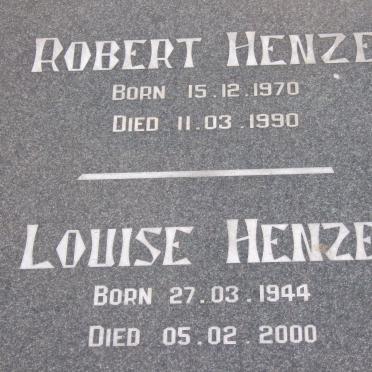 ROBERT HENZE
BORN 15.12.1970
DIED 11.03.1990
LOUISE HENZE
BORN 27.03.1944
DIED 05.02.2000